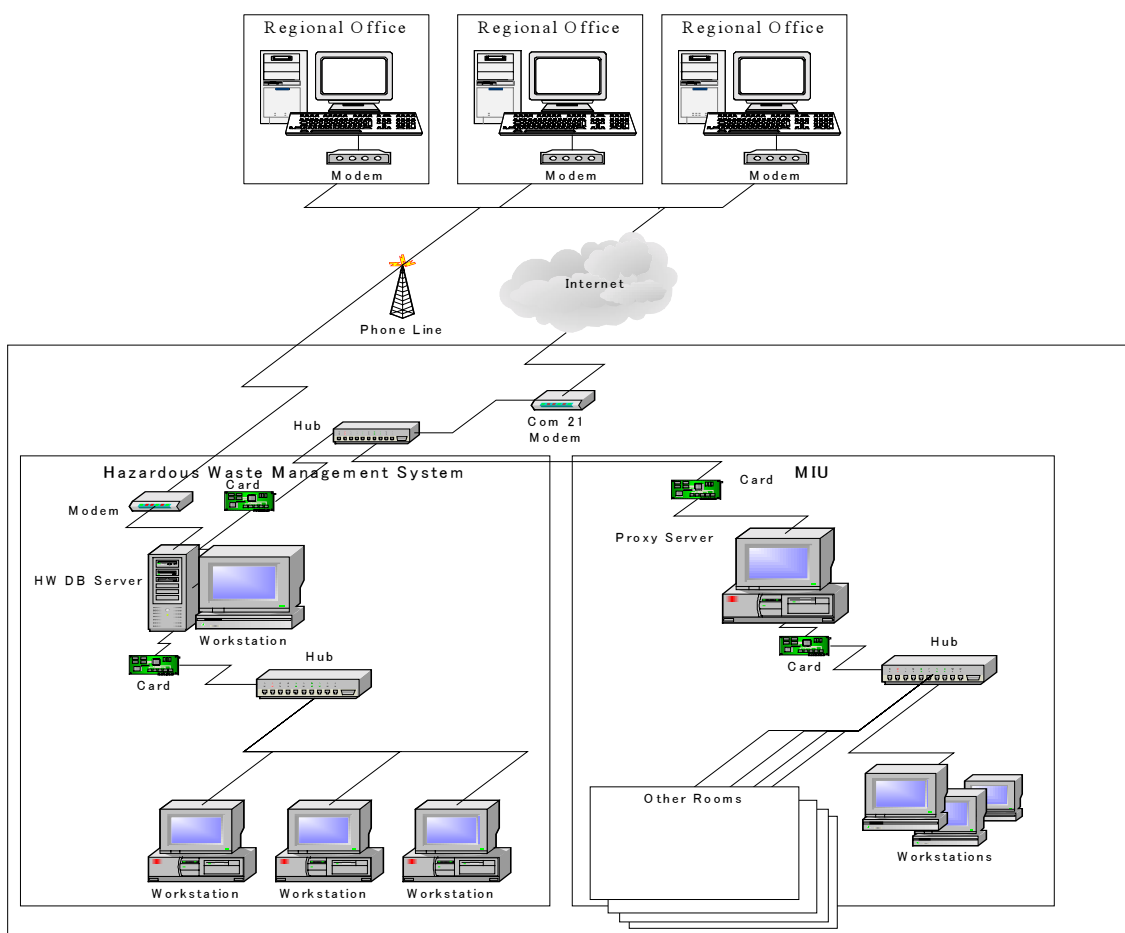 Regional Office
Regional Office
Regional Office
Modem
Modem
Modem
Internet
Phone Line
Com 21
Modem
Hub
Hazardous Waste Management System
MIU
Card
Card
Modem
Proxy Server
HW DB Server
Workstation
Hub
Hub
Card
Card
Other Rooms
Workstations
Workstation
Workstation
Workstation